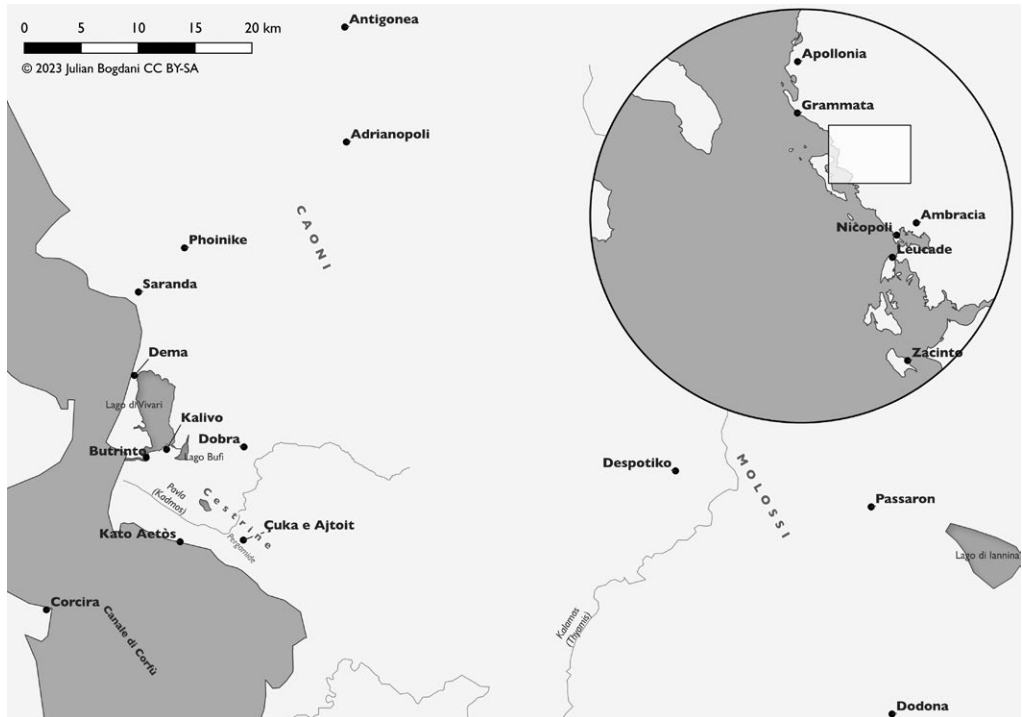 0 5 10 15 20 km
© 2023 Julian Bogdani CC BY-SA
Antigonea
Adrianopoli
CAONI
Phoinike
Saranda
Dema
Lago di Vivari
Kalivo
Dobra
Butrinto
Lago Bufi
Pavla
(Kadmos)
Cestrine
Çuka e Ajtoit
Pergamide
Kato Aetòs
Corcira
Canale di Corfù
Apollonia
Grammata
Ambracia
Nicopoli
Leucade
Zacinto
Despotiko
MOLOSSI
Passaron
Lago di Iannina
Kalamas
(Thyamis)
Dodona